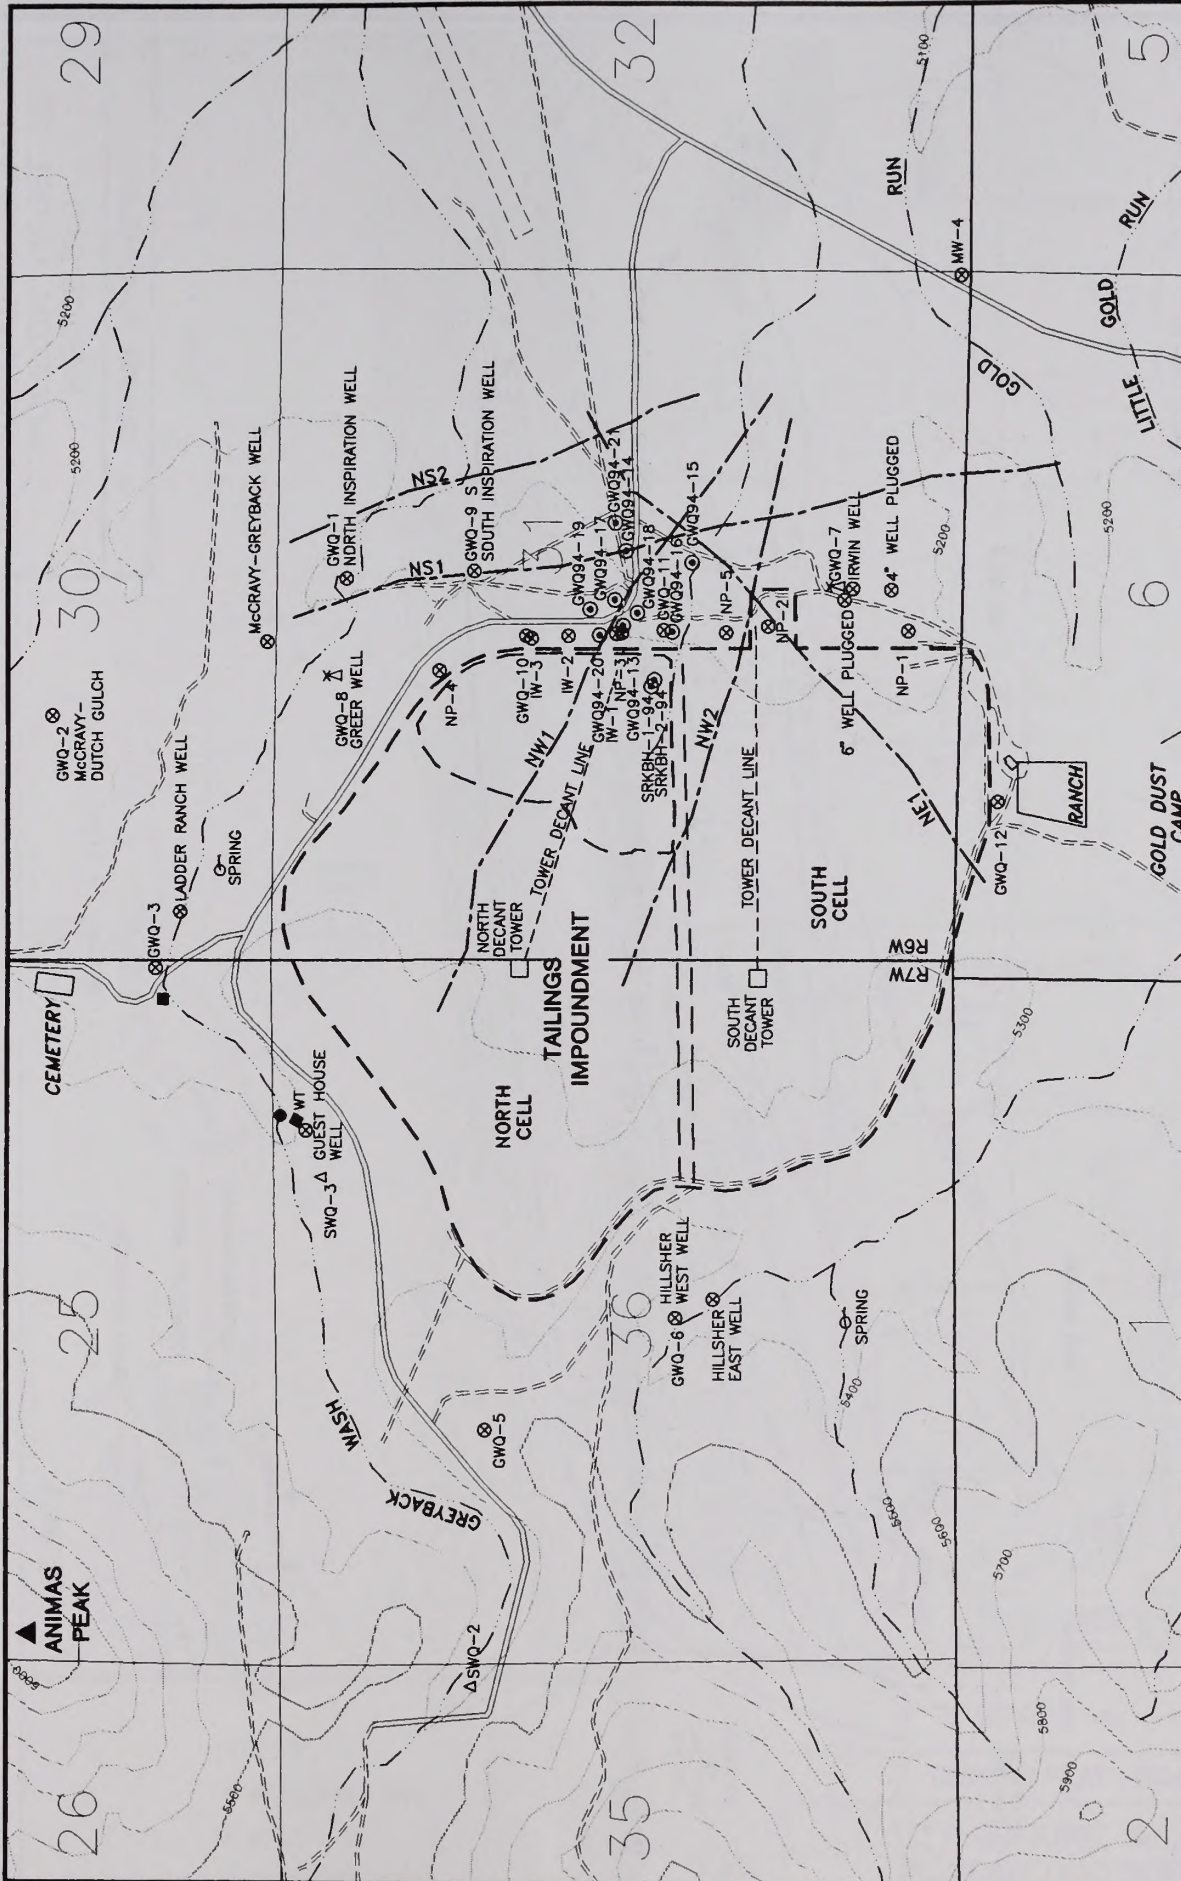 29
32
5
5200
5200
5100
RUN
RUN
GOLD
LITTLE
GOLD
MW-4
30
GWQ-2
McCRAVY-
DUTCH GULCH
McCRAVY-GREYBACK WELL
GWQ-1
NORTH INSPIRATION WELL
NS2
NS1
GWQ-9 S
SOUTH INSPIRATION WELL
31
GWQ94-19
GWQ94-17
GWQ94-14
GWQ94-18
GWQ-11
GWQ94-16
GWQ94-15
NP-5
NP-2
GWQ-7
IRWIN WELL
4" WELL PLUGGED
6" WELL PLUGGED
5200
5200
6
NP-1
GWQ-8
GREER WELL
NP-4
GWQ-10
IW-3
IW-2
GWQ94-20
IW-1
NP-3
GWQ94-13
SRKBH-1-94
SRKBH-2-94
NW1
NW2
NE1
LADDER RANCH WELL
SPRING
GWQ-3
CEMETERY
NORTH
DECANT
TOWER
TOWER DECANT LINE
TAILINGS
IMPOUNDMENT
TOWER DECANT LINE
SOUTH
DECANT
TOWER
SOUTH
CELL
R6W
R7W
GWQ-12
RANCH
GOLD DUST
CAMP
NORTH
CELL
WT
GUEST HOUSE
WELL
SWQ-3
5300
25
36
1
HILLSHER
WEST WELL
GWQ-6
HILLSHER
EAST WELL
SPRING
5400
WASH
GREYBACK
GWQ-5
5600
5700
ANIMAS
PEAK
SWQ-2
5500
5800
5900
26
35
2